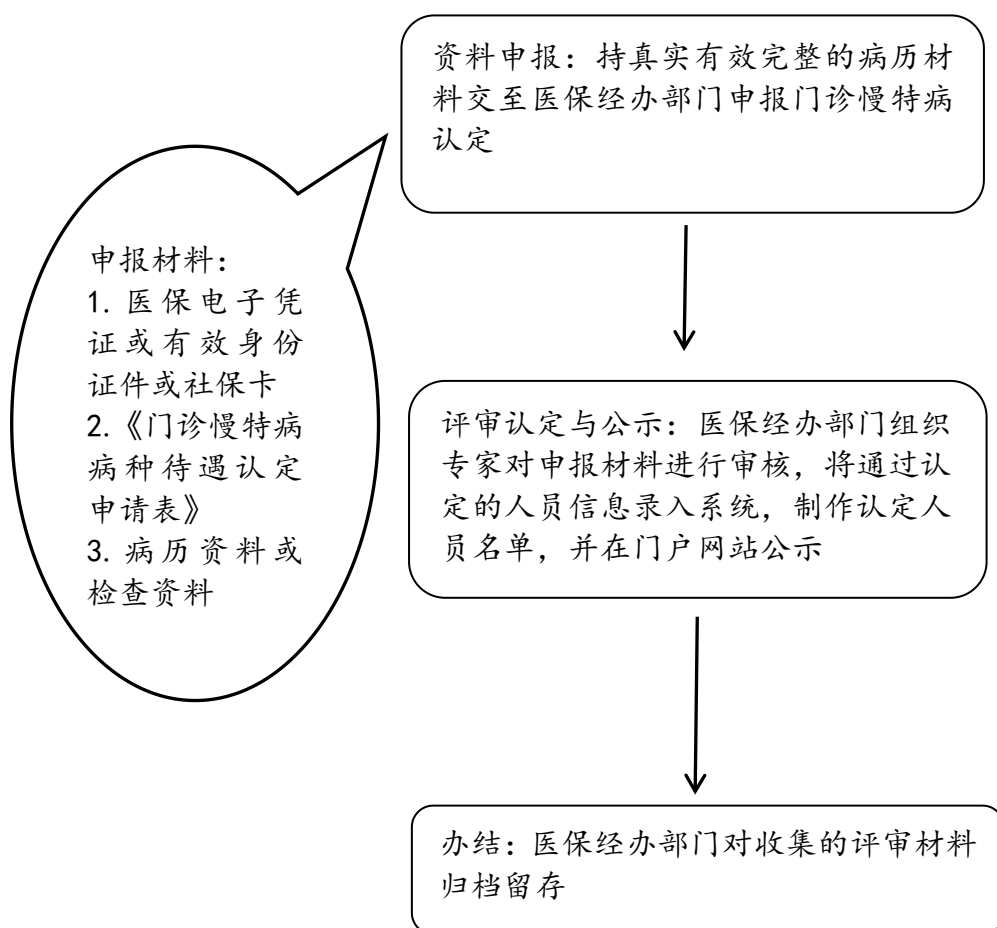 资料申报：持真实有效完整的病历材
料交至医保经办部门申报门诊慢特病
认定
申报材料：
1. 医保电子凭
证或有效身份
证件或社保卡
2.《门诊慢特病
病种待遇认定
申请表》
3. 病历资料或
检查资料
评审认定与公示：医保经办部门组织
专家对申报材料进行审核，将通过认
定的人员信息录入系统，制作认定人
员名单，并在门户网站公示
办结：医保经办部门对收集的评审材料
归档留存